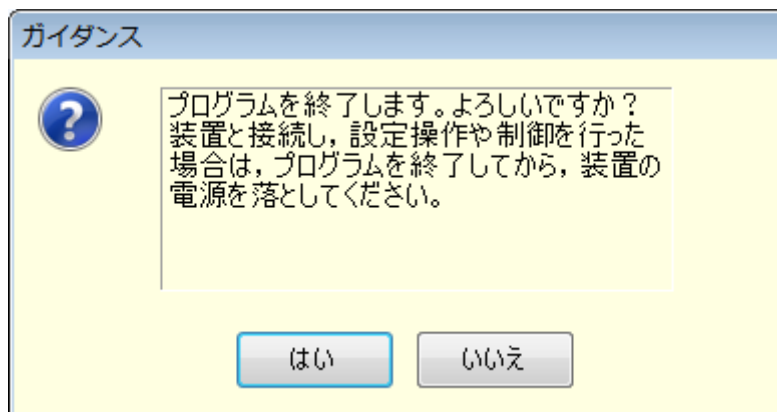 ガイダンス
プログラムを終了します。よろしいですか？
装置と接続し，設定操作や制御を行った
場合は，プログラムを終了してから，装置の
電源を落としてください。
はい
いいえ